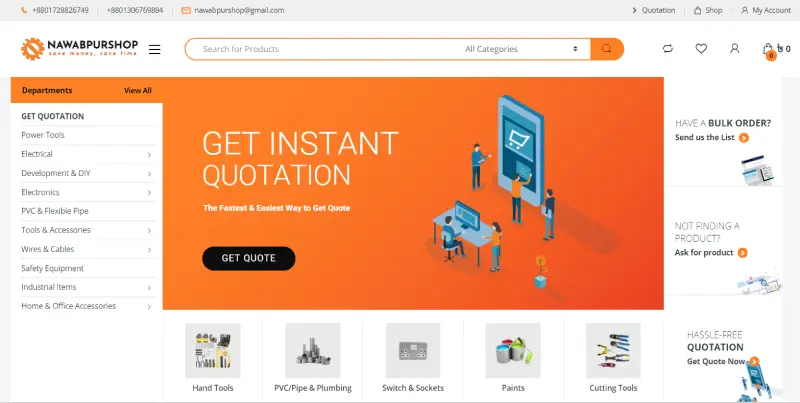 +8801728826749
+8801306769884
nawabpurshop@gmail.com
Quotation
Shop
My Account
NAWABPURSHOP
save money, save time
Search for Products
All Categories
0
৳ 0
Departments
View All
GET QUOTATION
Power Tools
Electrical
Development & DIY
Electronics
PVC & Flexible Pipe
Tools & Accessories
Wires & Cables
Safety Equipment
Industrial Items
Home & Office Accessories
GET INSTANT
QUOTATION
The Fastest & Easiest Way to Get Quote
GET QUOTE
HAVE A BULK ORDER?
Send us the List
NOT FINDING A
PRODUCT?
Ask for product
HASSLE-FREE
QUOTATION
Get Quote Now
Hand Tools
PVC/Pipe & Plumbing
Switch & Sockets
Paints
Cutting Tools